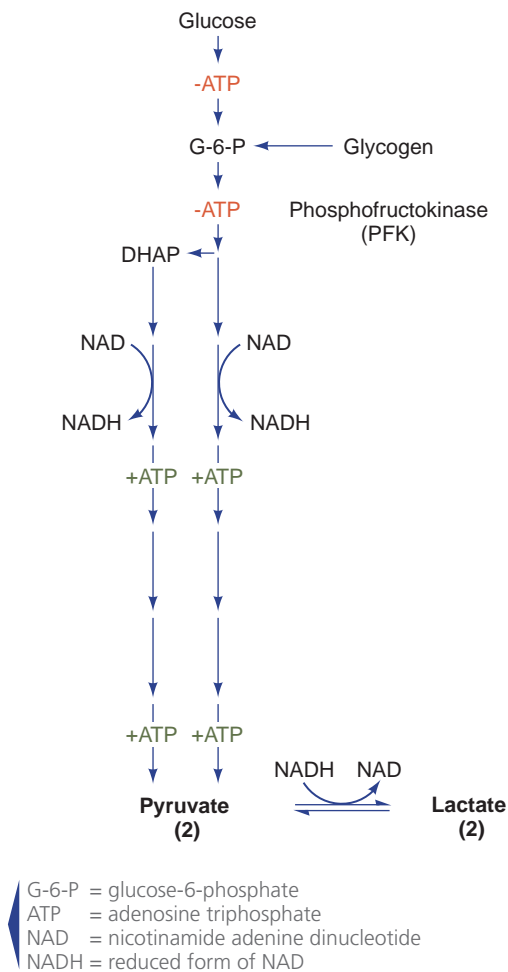 Glucose
-ATP
G-6-P Glycogen
-ATP Phosphofructokinase
(PFK)
DHAP
NAD NAD
NADH NADH
+ATP +ATP
+ATP +ATP
NADH NAD
Pyruvate Lactate
(2) (2)
G-6-P = glucose-6-phosphate
ATP = adenosine triphosphate
NAD = nicotinamide adenine dinucleotide
NADH = reduced form of NAD